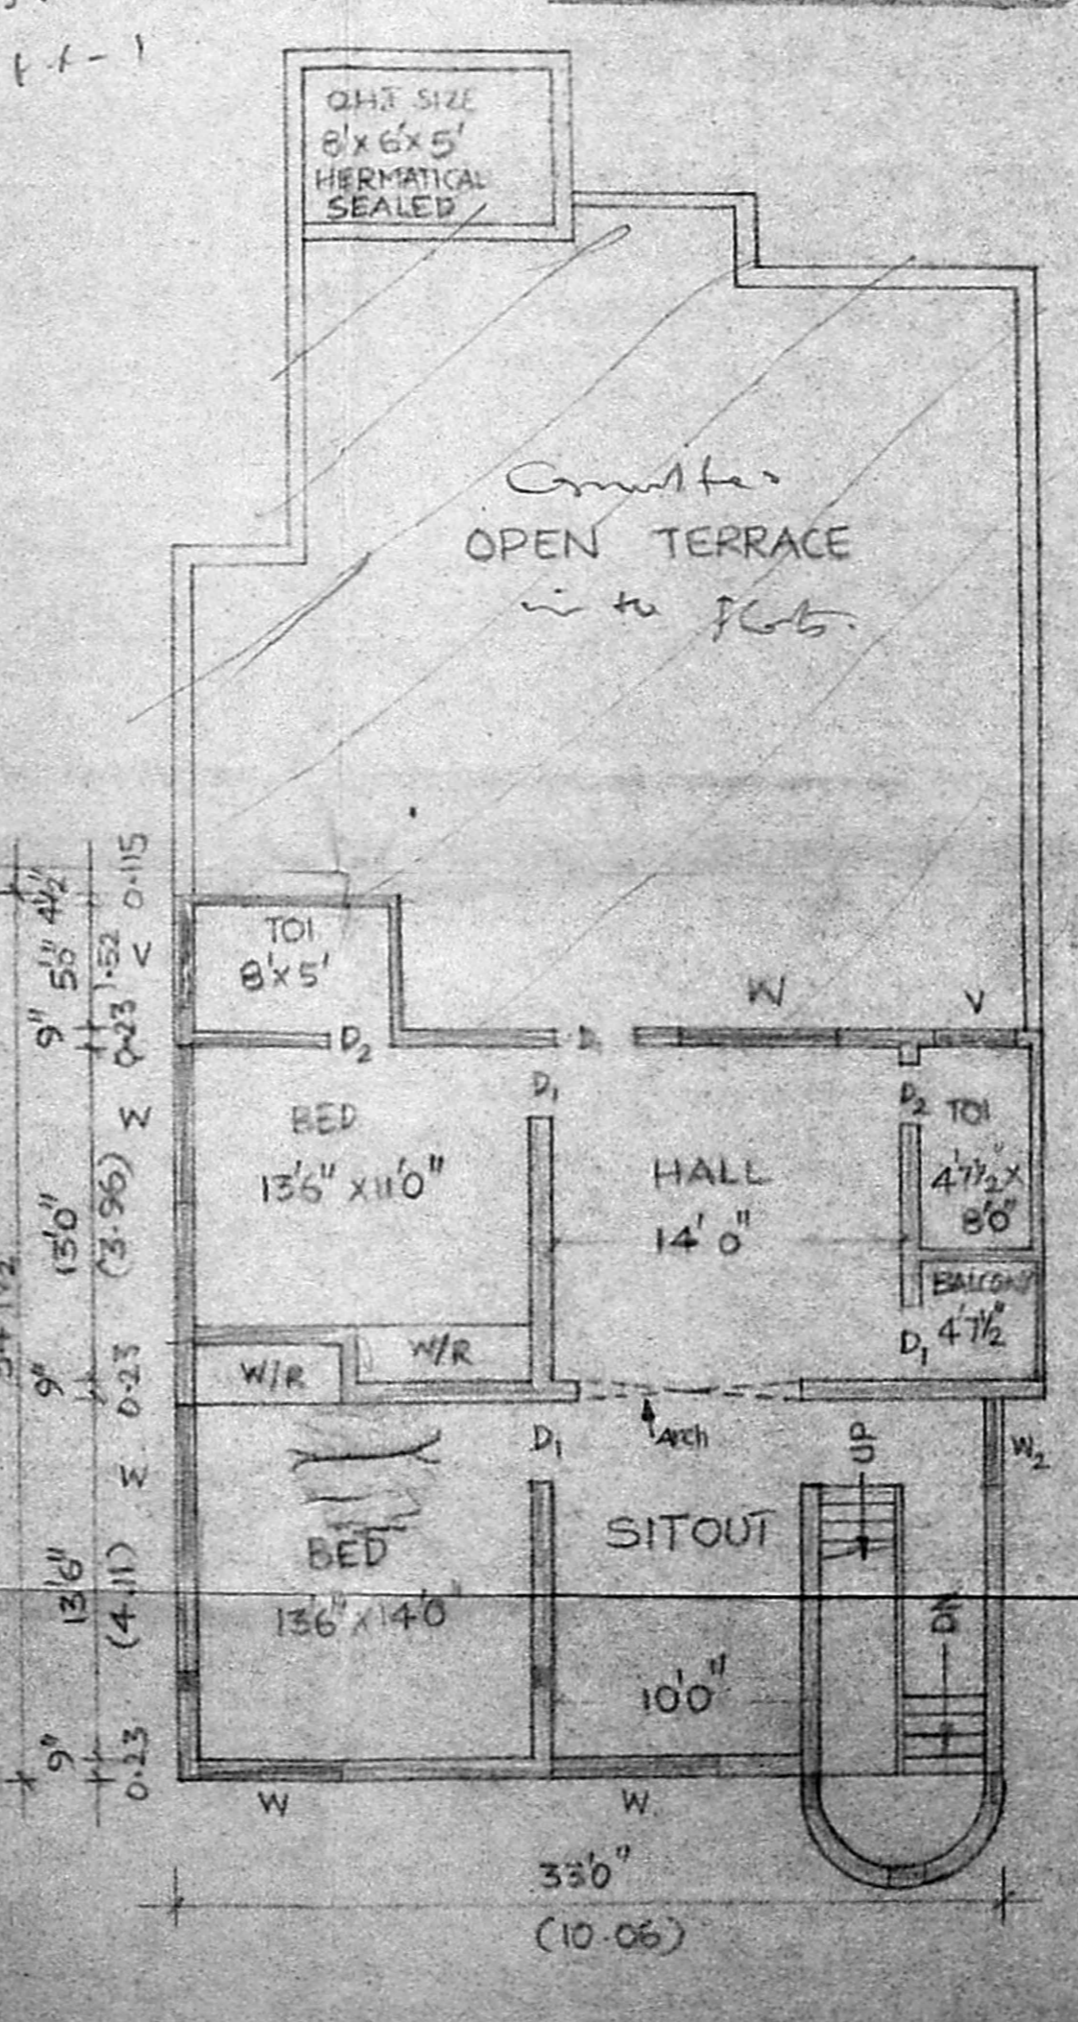 O.H.T SIZE
8'x 6'x 5'
HERMATICAL
SEALED
OPEN TERRACE
in to
TOI
8'x 5'
W
V
D2
D
D1
BED
13'6" x 11'0"
HALL
14' 0"
D2
TOI
4'7½"x
8'0"
BALCONY
4'7½"
D1
W/R
W/R
Arch
D1
UP
W2
SITOUT
BED
13'6" x 14'0"
DN
10'0"
W
W
33'0"
(10.06)
4½"
0.115
5'0"
1.52
V
9"
0.23
W
13'0"
(3.96)
9"
0.23
W
13'6"
(4.11)
9"
0.23